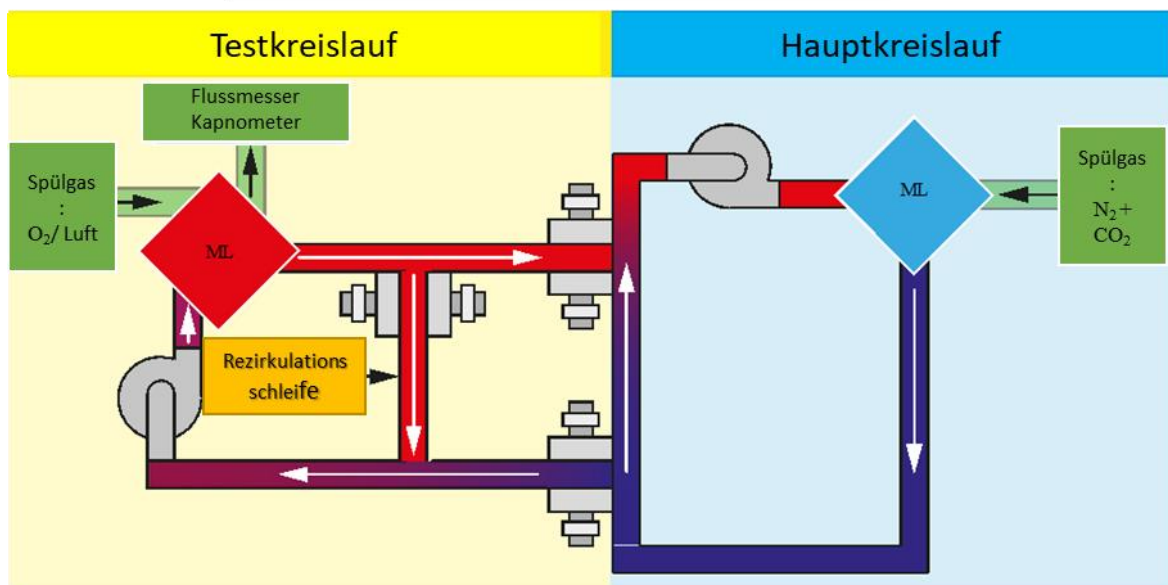 Testkreislauf
Hauptkreislauf
Flussmesser
Kapnometer
Spülgas
:
O₂/ Luft
ML
Rezirkulations
schleife
ML
Spülgas
:
N₂ +
CO₂